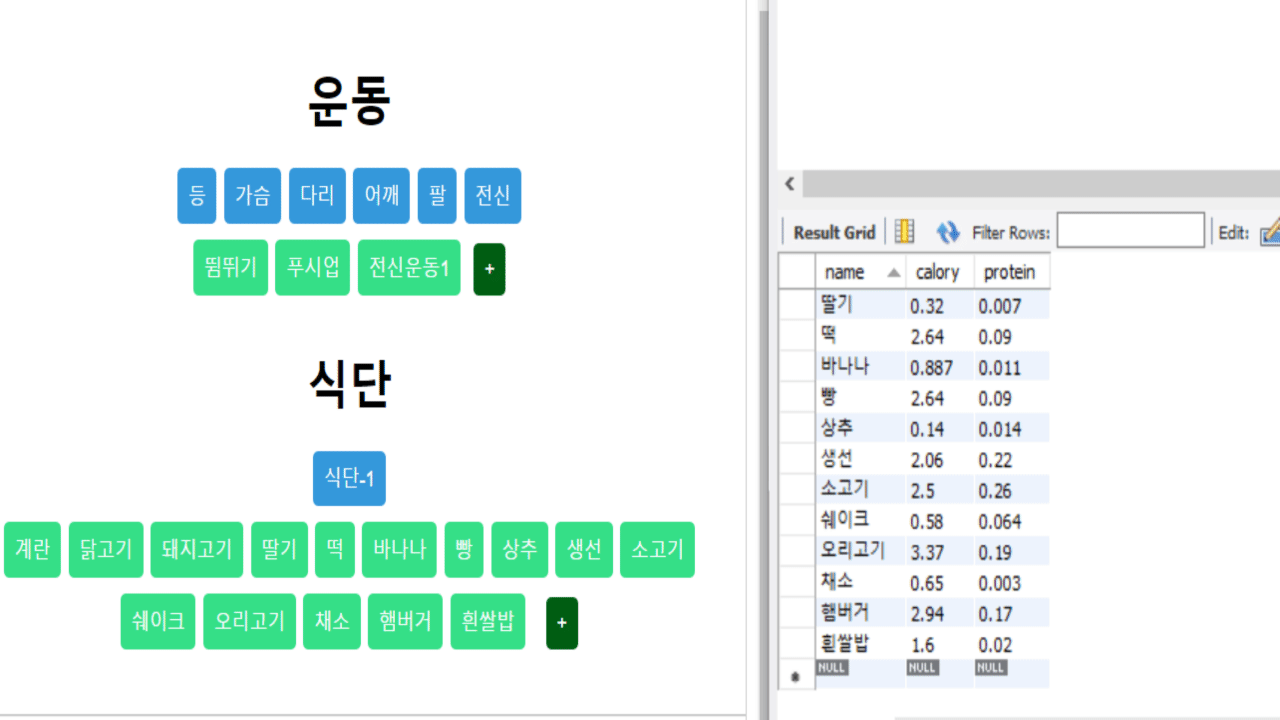 운동
등 가슴 다리 어깨 팔 전신
뜀뛰기 푸시업 전신운동1 +
식단
식단-1
계란 닭고기 돼지고기 딸기 떡 바나나 빵 상추 생선 소고기
쉐이크 오리고기 채소 햄버거 흰쌀밥 +
Result Grid Filter Rows: Edit:
name calory protein
딸기 0.32 0.007
떡 2.64 0.09
바나나 0.887 0.011
빵 2.64 0.09
상추 0.14 0.014
생선 2.06 0.22
소고기 2.5 0.26
쉐이크 0.58 0.064
오리고기 3.37 0.19
채소 0.65 0.003
햄버거 2.94 0.17
흰쌀밥 1.6 0.02
NULL NULL NULL